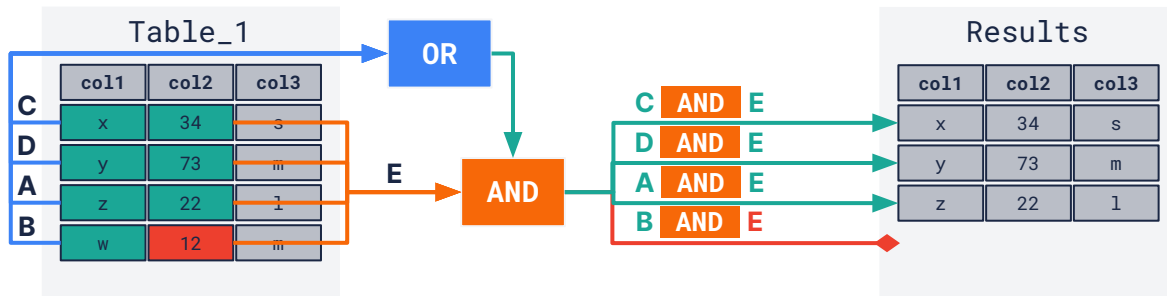 Table_1
col1 col2 col3
x 34 s
y 73 m
z 22 l
w 12 m
C
D
A
B
OR
E
AND
C AND E
D AND E
A AND E
B AND E
Results
col1 col2 col3
x 34 s
y 73 m
z 22 l